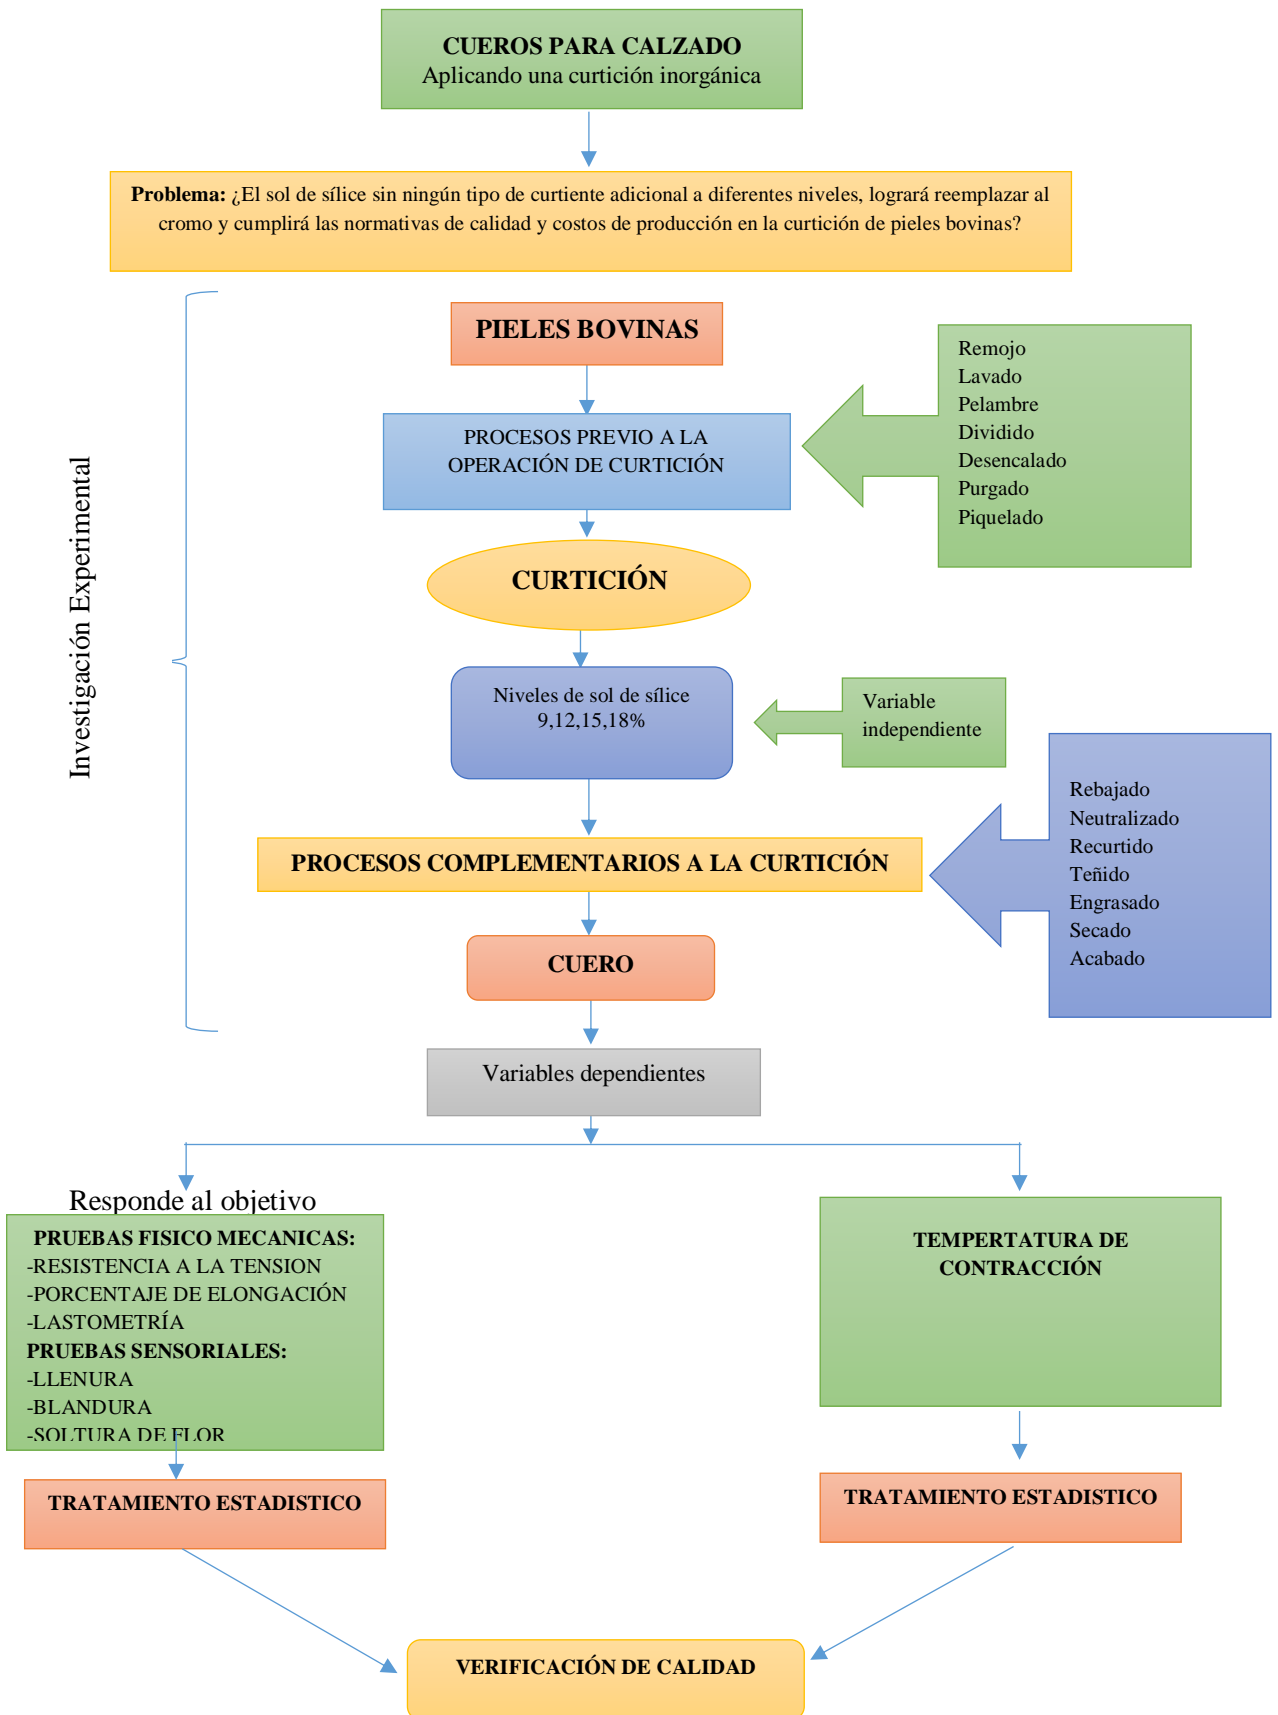 CUEROS PARA CALZADO
Aplicando una curtición inorgánica
Problema: ¿El sol de sílice sin ningún tipo de curtiente adicional a diferentes niveles, logrará reemplazar al
cromo y cumplirá las normativas de calidad y costos de producción en la curtición de pieles bovinas?
Investigación Experimental
PIELES BOVINAS
PROCESOS PREVIO A LA
OPERACIÓN DE CURTICIÓN
Remojo
Lavado
Pelambre
Dividido
Desencalado
Purgado
Piquelado
CURTICIÓN
Niveles de sol de sílice
9,12,15,18%
Variable
independiente
PROCESOS COMPLEMENTARIOS A LA CURTICIÓN
Rebajado
Neutralizado
Recurtido
Teñido
Engrasado
Secado
Acabado
CUERO
Variables dependientes
Responde al objetivo
PRUEBAS FISICO MECANICAS:
-RESISTENCIA A LA TENSION
-PORCENTAJE DE ELONGACIÓN
-LASTOMETRÍA
PRUEBAS SENSORIALES:
-LLENURA
-BLANDURA
-SOLTURA DE FLOR
TEMPERTATURA DE
CONTRACCIÓN
TRATAMIENTO ESTADISTICO
TRATAMIENTO ESTADISTICO
VERIFICACIÓN DE CALIDAD